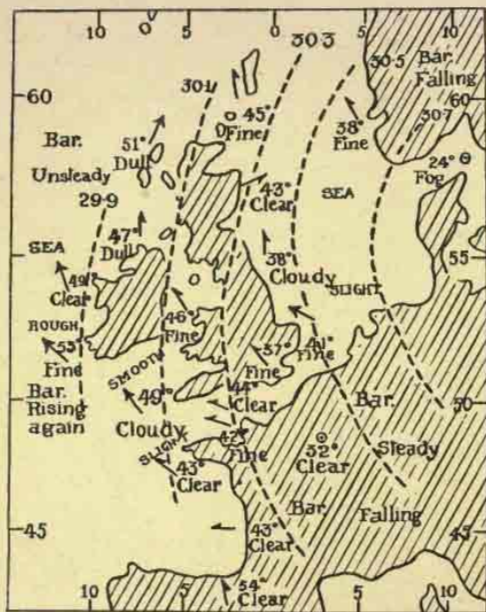 10 5 0 5 10
60
60
30.1
30.3
30.5
Bar.
Falling
30.7
45°
Fine
38°
Fine
24°
Fog
Bar.
Unsteady
51°
Dull
29.9
43°
Clear
SEA
SEA
47°
Dull
38°
Cloudy
SLIGHT
55
49°
Clear
ROUGH
46°
Fine
37°
Fine
41°
Fine
Fine
SMOOTH
Bar.
Rising
again
49°
Cloudy
44°
Clear
Bar.
Steady
50
SLIGHT
42°
Fine
32°
Clear
43°
Clear
Bar.
Falling
45
45
43°
Clear
54°
Clear
10 5 0 5 10